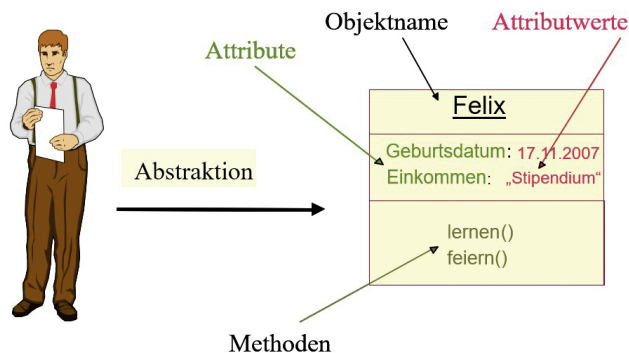 Objektname
Attributwerte
Attribute
Felix
Geburtsdatum: 17.11.2007
Einkommen: „Stipendium“
Abstraktion
lernen()
feiern()
Methoden